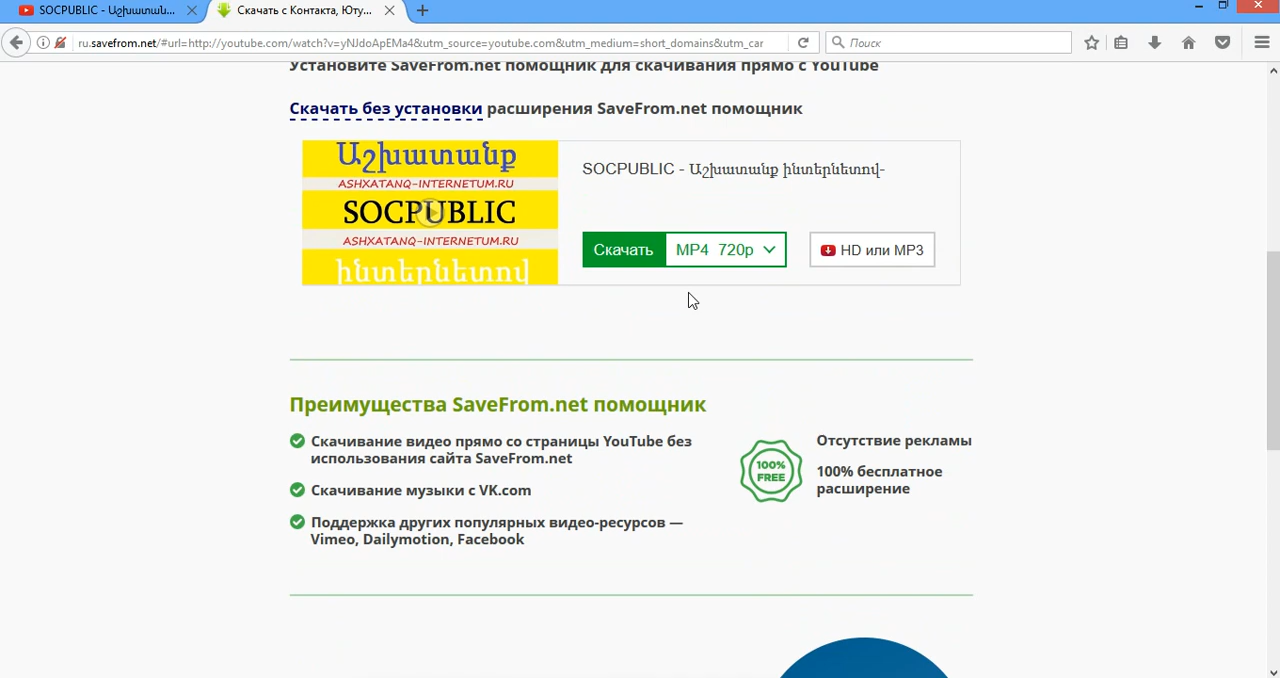 SOCPUBLIC - Աշխատան...
Скачать с Контакта, Юту...
ru.savefrom.net/#url=http://youtube.com/watch?v=yNJdoApEMa4&utm_source=youtube.com&utm_medium=short_domains&utm_car
Поиск
Установите SaveFrom.net помощник для скачивания прямо с YouTube
Скачать без установки расширения SaveFrom.net помощник
Աշխատանք
ASHXATANQ-INTERNETUM.RU
SOCPUBLIC
ASHXATANQ-INTERNETUM.RU
ինտերնետով
SOCPUBLIC - Աշխատանք ինտերնետով-
Скачать MP4 720p
HD или MP3
Преимущества SaveFrom.net помощник
Скачивание видео прямо со страницы YouTube без
использования сайта SaveFrom.net
Скачивание музыки с VK.com
Поддержка других популярных видео-ресурсов —
Vimeo, Dailymotion, Facebook
100%
FREE
Отсутствие рекламы
100% бесплатное
расширение